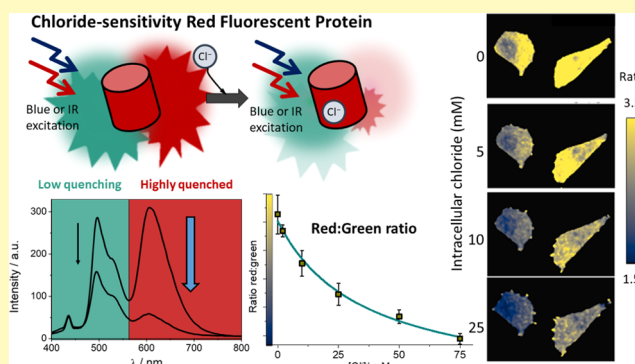 Chloride-sensitivity Red Fluorescent Protein
Cl⁻
Blue or IR
excitation
Blue or IR
excitation
Cl⁻
Low quenching
Highly quenched
Intensity / a.u.
300
200
100
0
400
500
600
700
800
Red:Green ratio
Ratio red:green
0
25
50
75
Intracellular chloride (mM)
0
5
10
25
3.
1.5